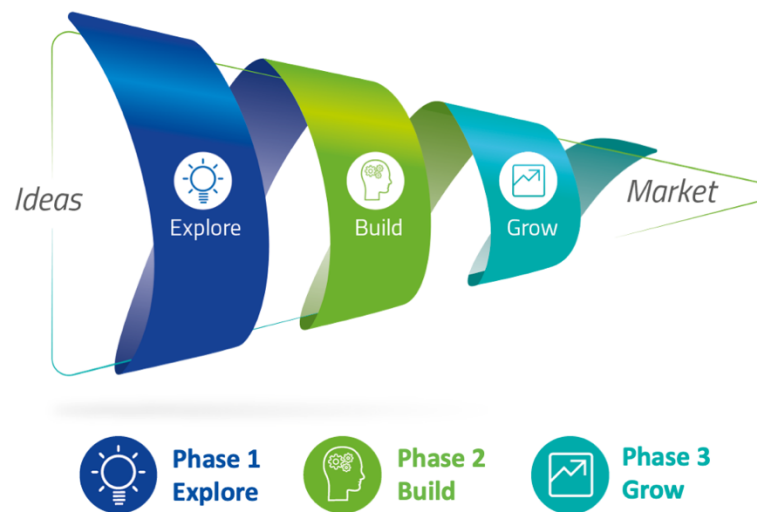 Ideas
Explore
Build
Grow
Market
Phase 1
Explore
Phase 2
Build
Phase 3
Grow